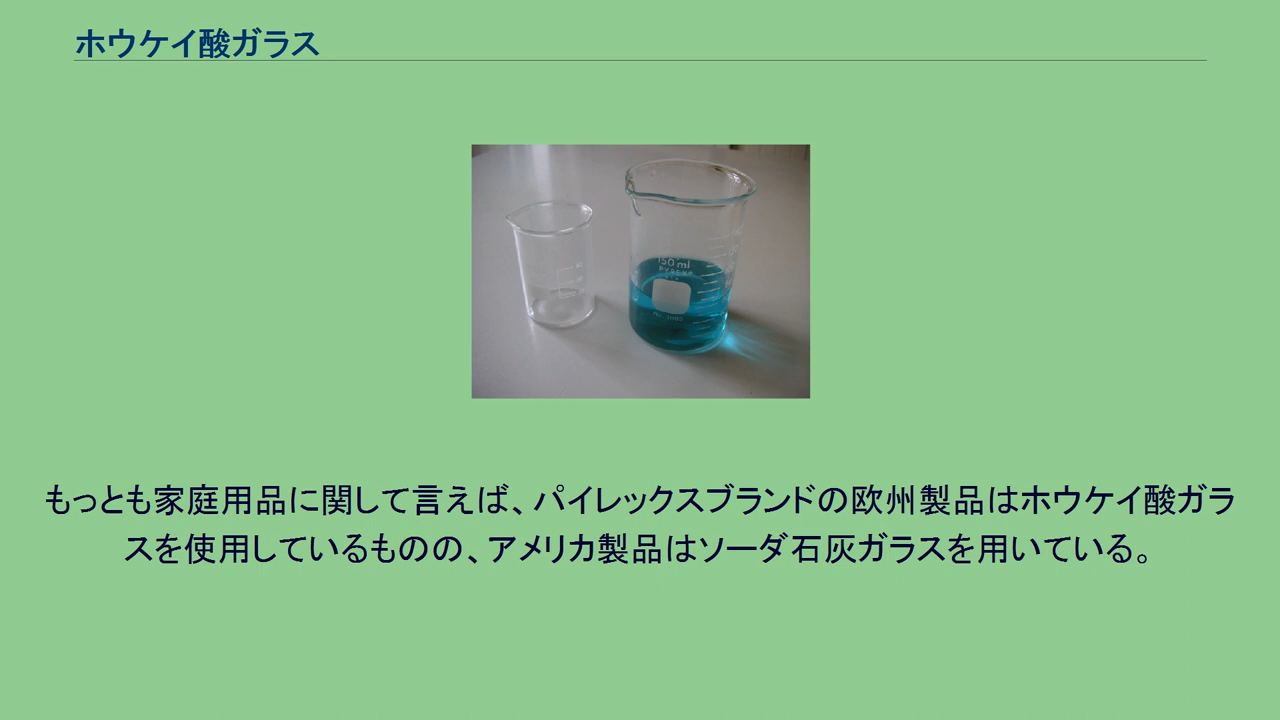 ホウケイ酸ガラス
150 ml
PYREX
もっとも家庭用品に関して言えば、パイレックスブランドの欧州製品はホウケイ酸ガラ
スを使用しているものの、アメリカ製品はソーダ石灰ガラスを用いている。